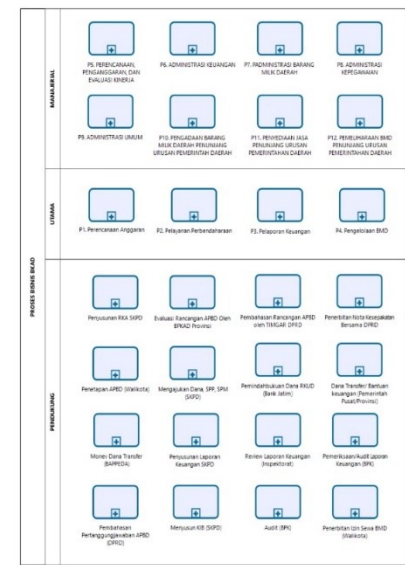 PROSES BISNIS BKAD
MANAJERIAL
P5. PERENCANAAN,
PENGANGGARAN, DAN
EVALUASI KINERJA
P6. ADMINISTRASI KEUANGAN
P7. PADMINISTRASI BARANG
MILIK DAERAH
P8. ADMINISTRASI
KEPEGAWAIAN
P9. ADMINISTRASI UMUM
P10. PENGADAAN BARANG
MILIK DAERAH PENUNJANG
URUSAN PEMERINTAH DAERAH
P11. PENYEDIAAN JASA
PENUNJANG URUSAN
PEMERINTAHAN DAERAH
P12. PEMELIHARAAN BMD
PENUNJANG URUSAN
PEMERINTAHAN DAERAH
UTAMA
P1. Perencanaan Anggaran
P2. Pelayanan Perbendaharaan
P3. Pelaporan Keuangan
P4. Pengelolaan BMD
PENDUKUNG
Penyusunan RKA SKPD
Evaluasi Rancangan APBD Oleh
BPKAD Provinsi
Pembahasan Rancangan APBD
oleh TIMGAR DPRD
Penerbitan Nota Kesepakatan
Bersama DPRD
Penetapan APBD (Walikota)
Mengajukan Dana, SPP, SPM
(SKPD)
Pemindahbukuan Dana RKUD
(Bank Jatim)
Dana Transfer/ Bantuan
keuangan (Pemerintah
Pusat/Provinsi)
Monev Dana Transfer
(BAPPEDA)
Penyusunan Laporan
Keuangan SKPD
Review Laporan Keuangan
(Inspektorat)
Pemeriksaan/Audit Laporan
Keuangan (BPK)
Pembahasan
Pertanggungjawaban APBD
(DPRD)
Menyusun KIB (SKPD)
Audit (BPK)
Penerbitan Izin Sewa BMD
(Walikota)